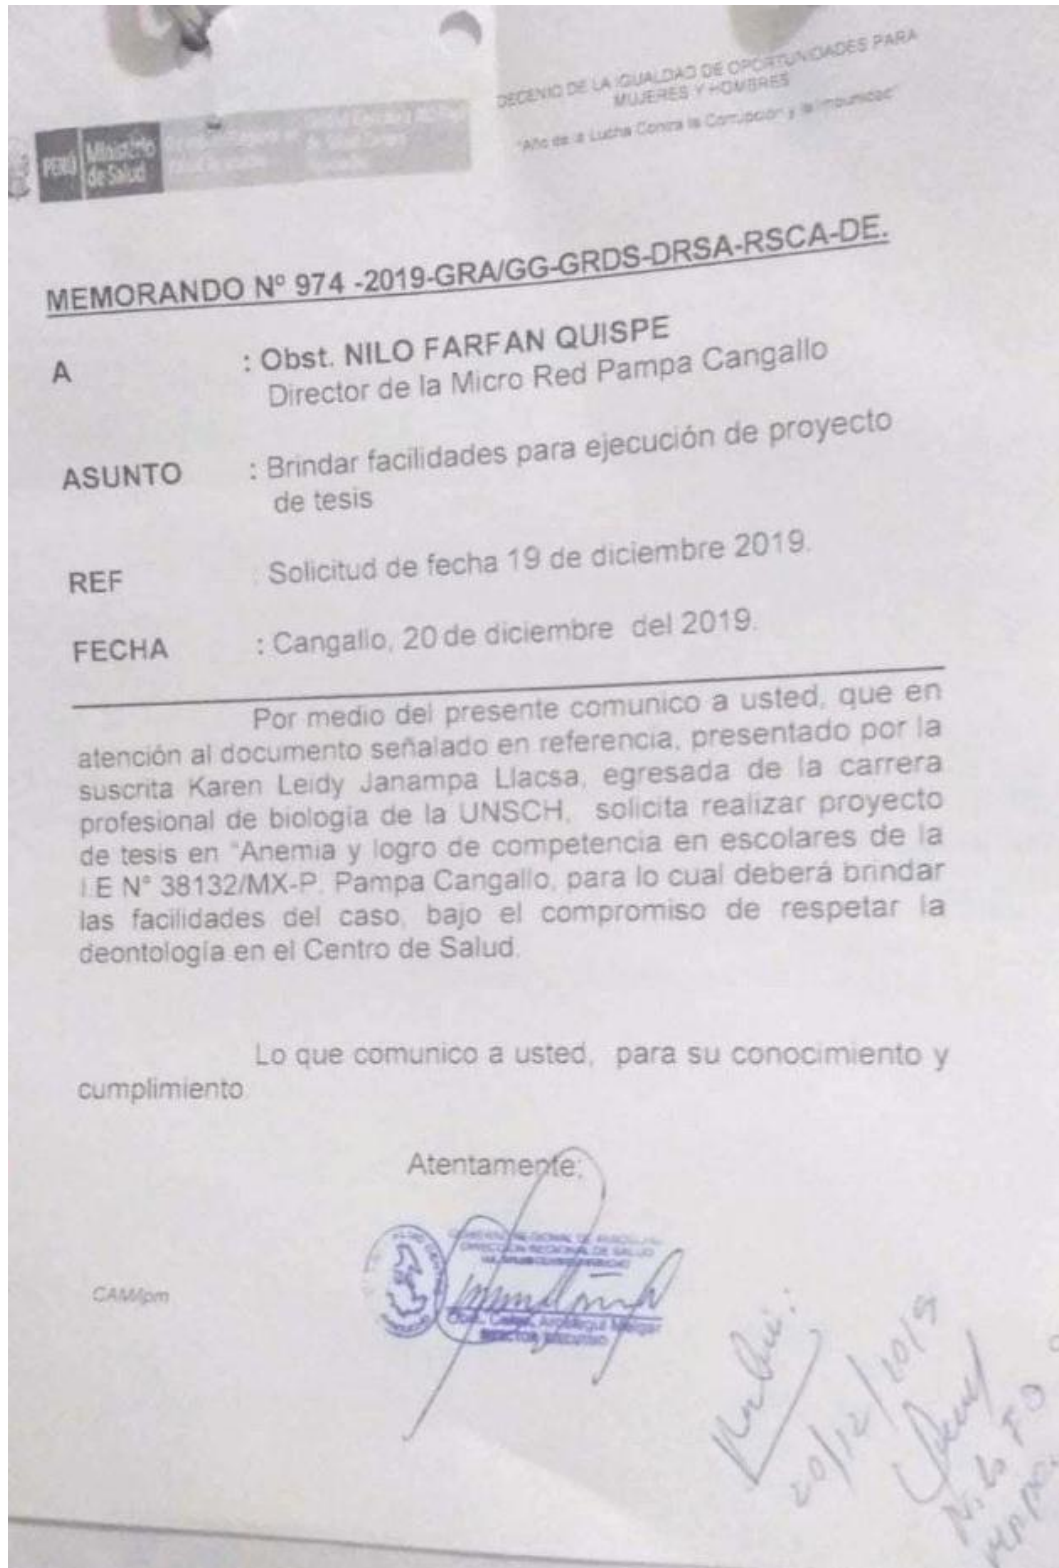 DECENIO DE LA IGUALDAD DE OPORTUNIDADES PARA
MUJERES Y HOMBRES
"Año de la Lucha Contra la Corrupción y la Impunidad"
PERÚ Ministerio
de Salud
MEMORANDO Nº 974 -2019-GRA/GG-GRDS-DRSA-RSCA-DE.
A : Obst. NILO FARFAN QUISPE
Director de la Micro Red Pampa Cangallo
ASUNTO : Brindar facilidades para ejecución de proyecto
de tesis
REF : Solicitud de fecha 19 de diciembre 2019.
FECHA : Cangallo, 20 de diciembre del 2019.
Por medio del presente comunico a usted, que en
atención al documento señalado en referencia, presentado por la
suscrita Karen Leidy Janampa Llacsa, egresada de la carrera
profesional de biología de la UNSCH, solicita realizar proyecto
de tesis en "Anemia y logro de competencia en escolares de la
I.E N° 38132/MX-P. Pampa Cangallo, para lo cual deberá brindar
las facilidades del caso, bajo el compromiso de respetar la
deontología en el Centro de Salud.
Lo que comunico a usted, para su conocimiento y
cumplimiento
Atentamente;
DIRECCIÓN REGIONAL DE SALUD
DIRECTOR EJECUTIVO
CAM/lpm
20/12/2019